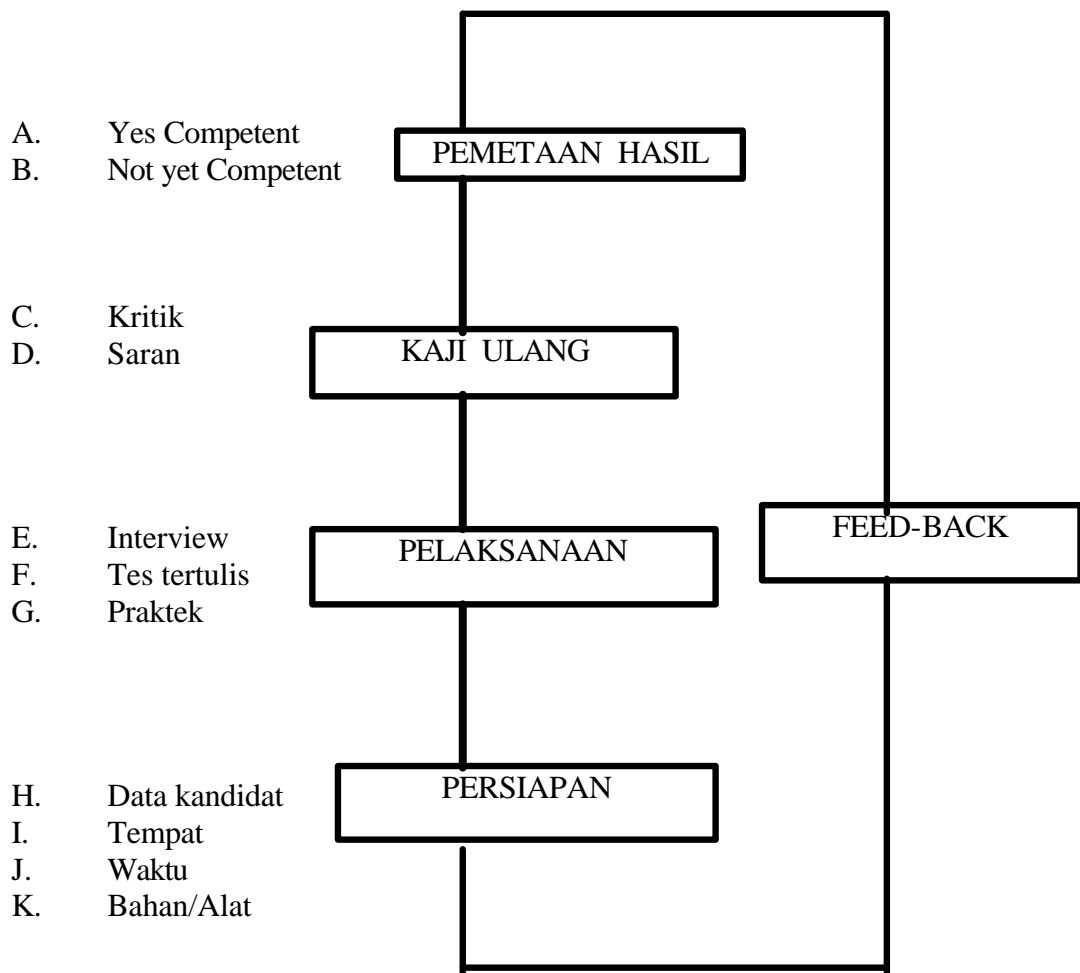 A. Yes Competent
B. Not yet Competent
PEMETAAN HASIL
C. Kritik
D. Saran
KAJI ULANG
E. Interview
F. Tes tertulis
G. Praktek
PELAKSANAAN
FEED-BACK
H. Data kandidat
I. Tempat
J. Waktu
K. Bahan/Alat
PERSIAPAN